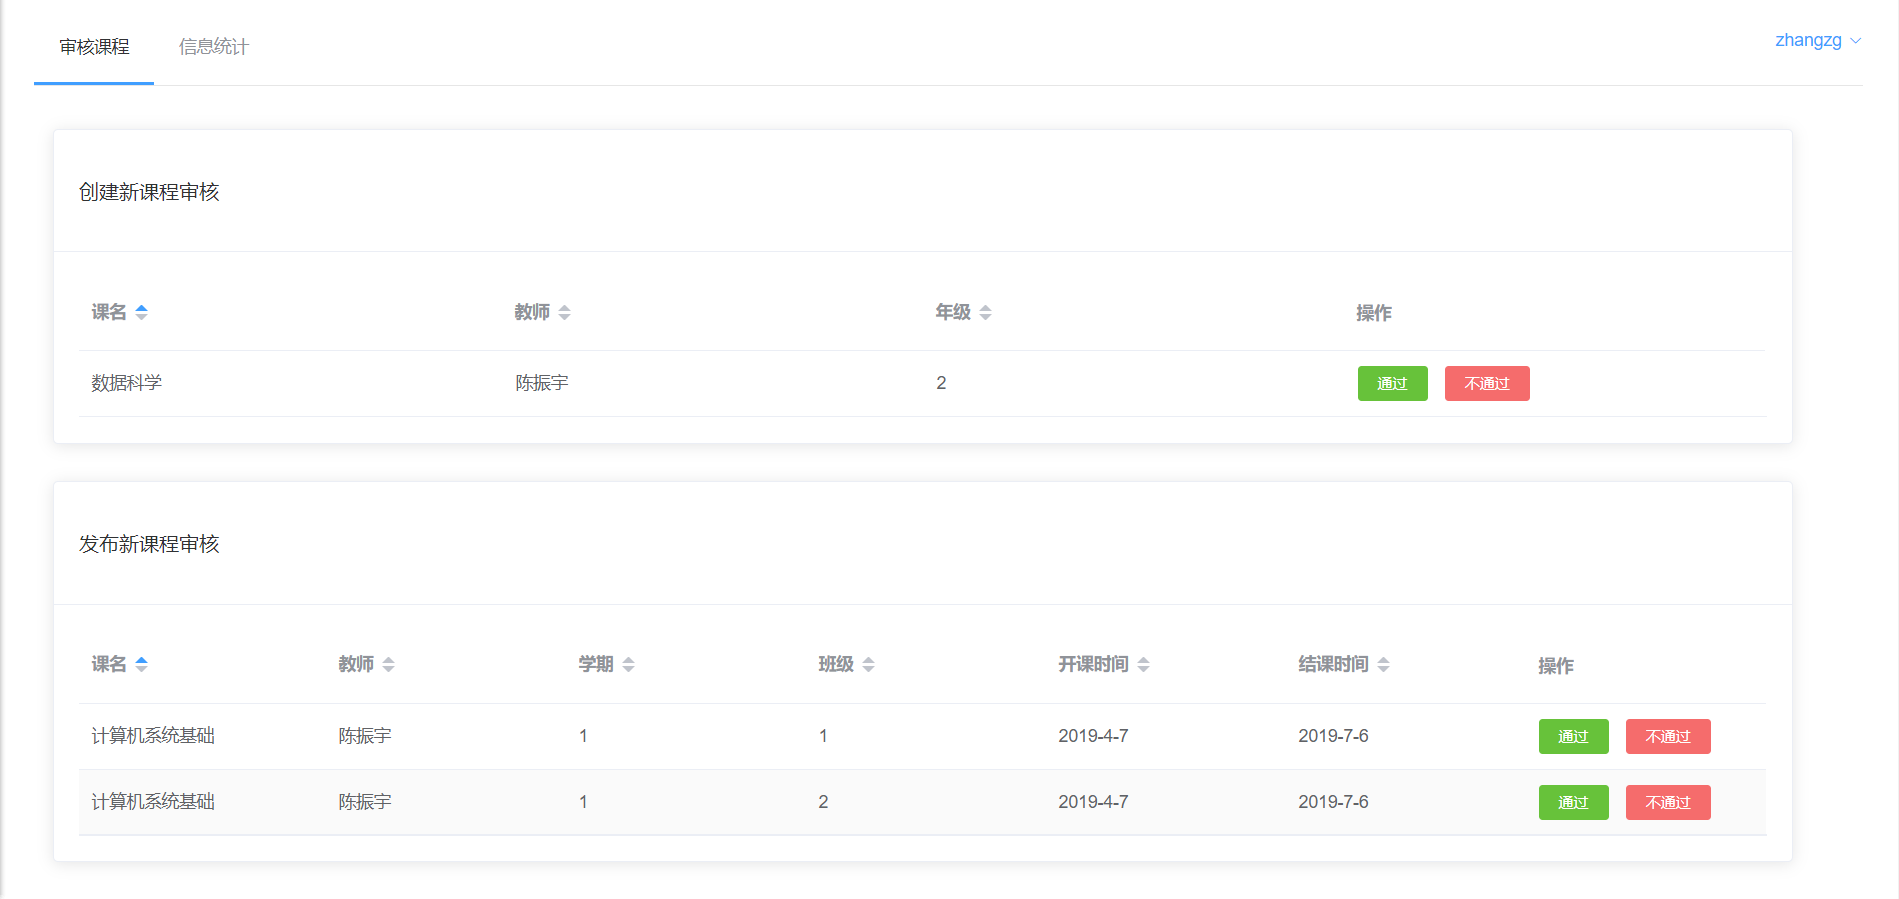 审核课程 信息统计 zhangzg
创建新课程审核
课名 教师 年级 操作
数据科学 陈振宇 2 通过 不通过
发布新课程审核
课名 教师 学期 班级 开课时间 结课时间 操作
计算机系统基础 陈振宇 1 1 2019-4-7 2019-7-6 通过 不通过
计算机系统基础 陈振宇 1 2 2019-4-7 2019-7-6 通过 不通过